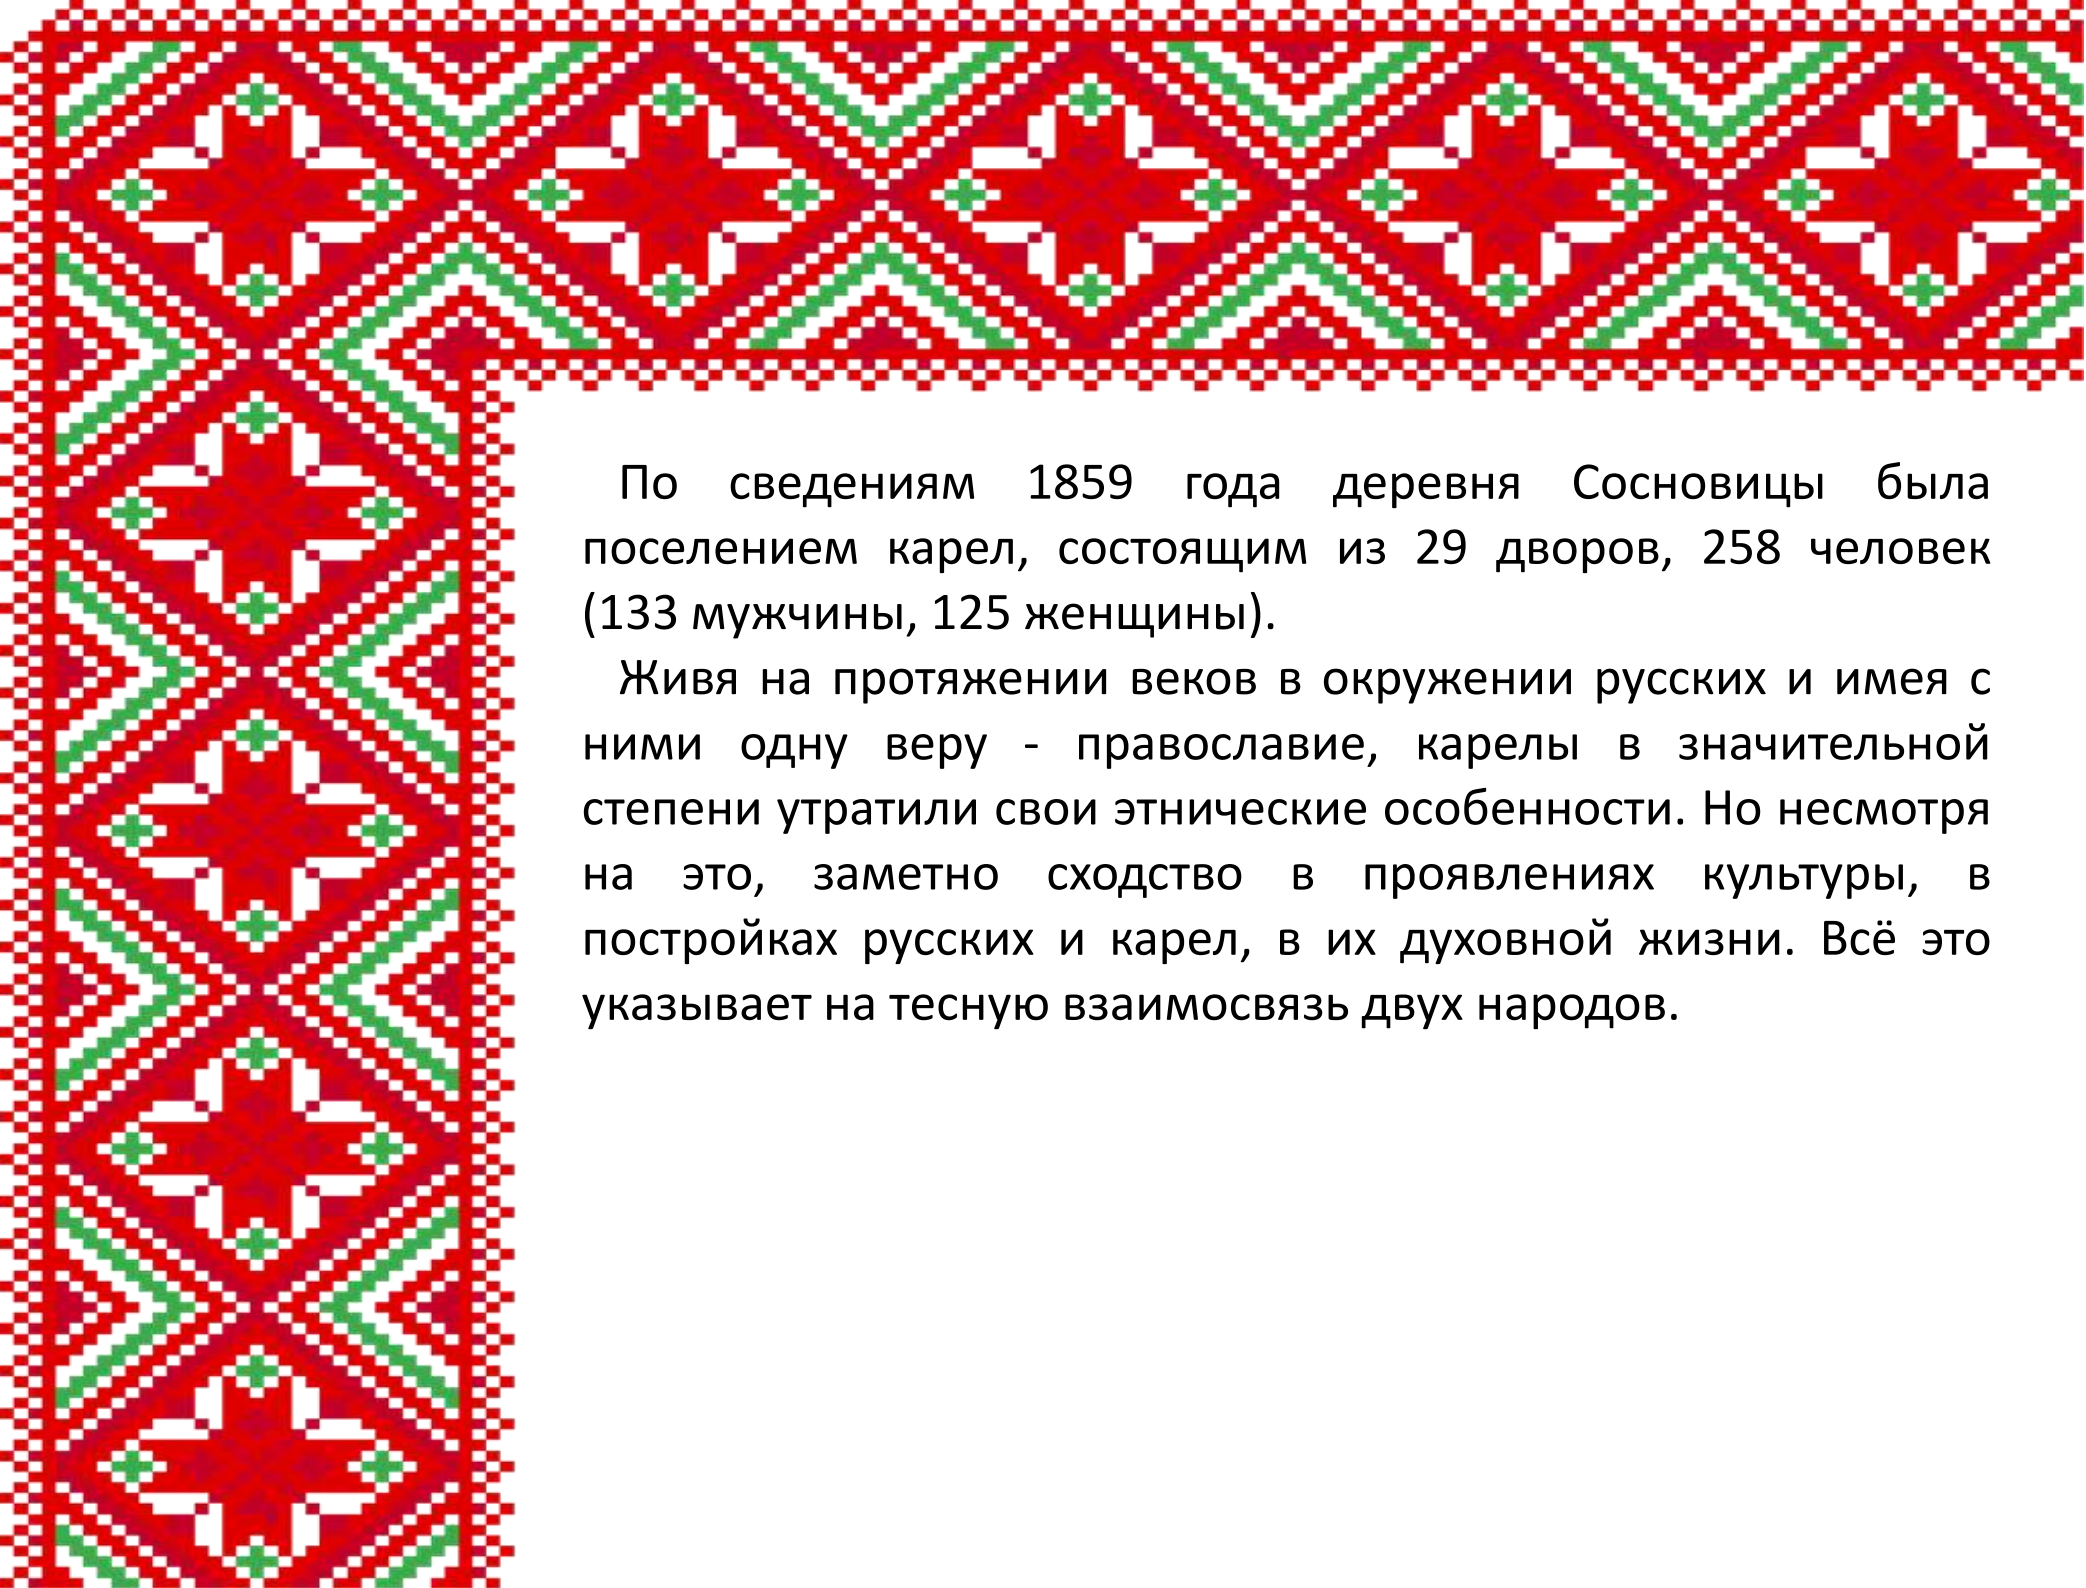 По сведениям 1859 года деревня Сосновицы была
поселением карел, состоящим из 29 дворов, 258 человек
(133 мужчины, 125 женщины).
Живя на протяжении веков в окружении русских и имея с
ними одну веру - православие, карелы в значительной
степени утратили свои этнические особенности. Но несмотря
на это, заметно сходство в проявлениях культуры, в
постройках русских и карел, в их духовной жизни. Всё это
указывает на тесную взаимосвязь двух народов.